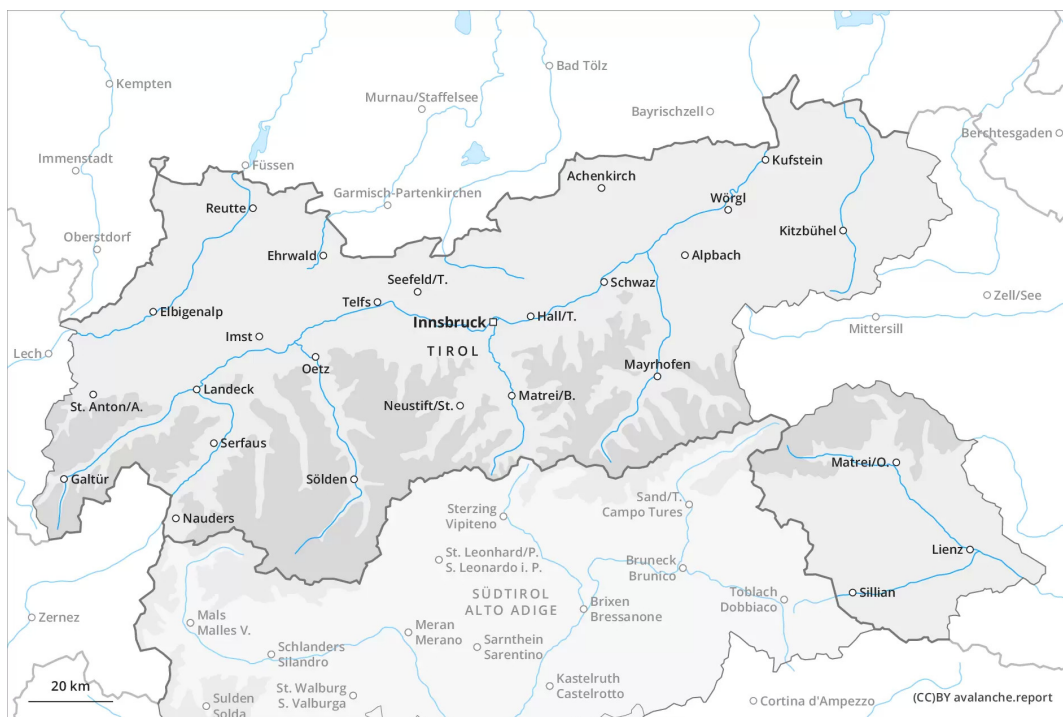 Kempten
Bad Tölz
Murnau/Staffelsee
Bayrischzell
Berchtesgaden
Immenstadt
Füssen
Kufstein
Achenkirch
Garmisch-Partenkirchen
Reutte
Wörgl
Kitzbühel
Oberstdorf
Ehrwald
Alpbach
Seefeld/T.
Schwaz
Zell/See
Telfs
Elbigenalp
Hall/T.
Innsbruck
Mittersill
Imst
TIROL
Lech
Oetz
Mayrhofen
Landeck
St. Anton/A.
Neustift/St.
Matrei/B.
Serfaus
Matrei/O.
Galtür
Sölden
Sand/T.
Campo Tures
Nauders
Sterzing
Vipiteno
Lienz
St. Leonhard/P.
S. Leonardo i. P.
Bruneck
Brunico
SÜDTIROL
ALTO ADIGE
Toblach
Dobbiaco
Sillian
Brixen
Bressanone
Zernez
Mals
Malles V.
Meran
Merano
Sarnthein
Sarentino
Schlanders
Silandro
Kastelruth
Castelrotto
20 km
St. Walburg
S. Valburga
Sulden
Solda
Cortina d'Ampezzo
(CC)BY avalanche.report